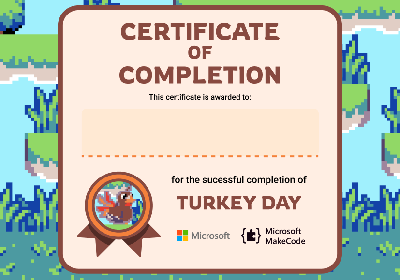 CERTIFICATE
OF
COMPLETION
This certificate is awarded to:
for the sucessful completion of
TURKEY DAY
Microsoft
Microsoft
MakeCode